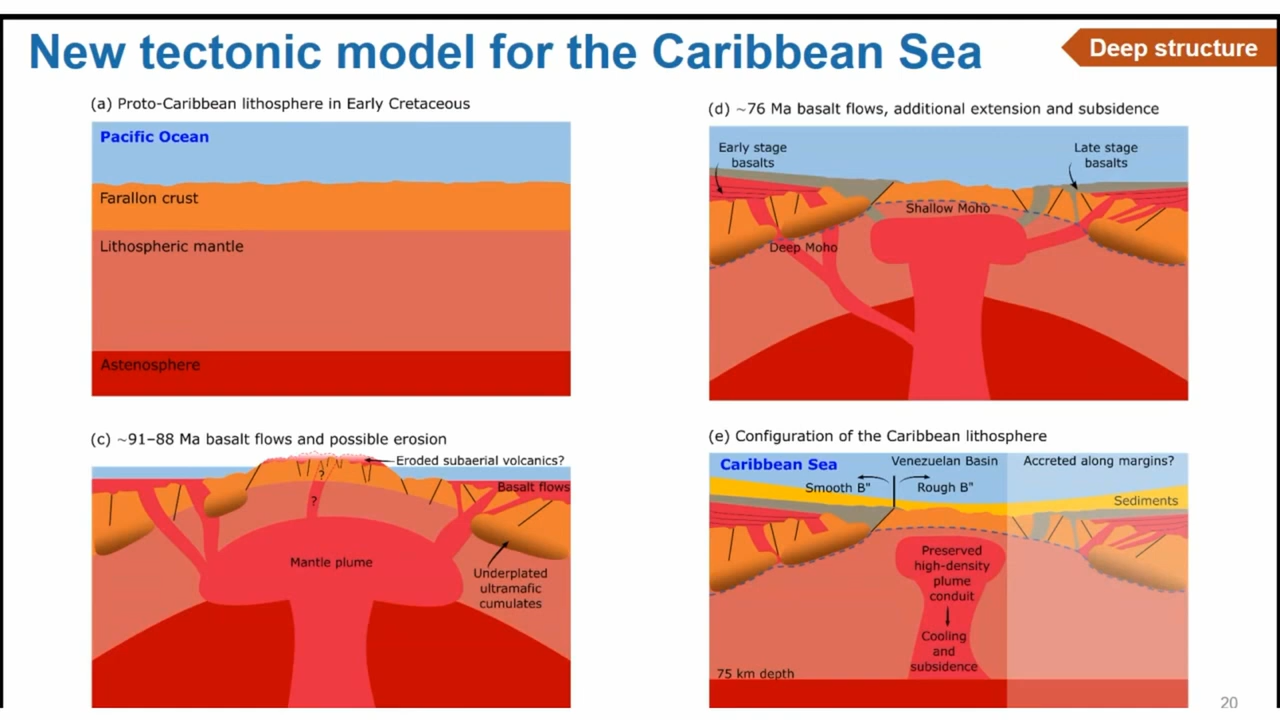 New tectonic model for the Caribbean Sea
Deep structure
(a) Proto-Caribbean lithosphere in Early Cretaceous
Pacific Ocean
Farallon crust
Lithospheric mantle
Astenosphere
(d) ~76 Ma basalt flows, additional extension and subsidence
Early stage
basalts
Late stage
basalts
Shallow Moho
Deep Moho
(c) ~91–88 Ma basalt flows and possible erosion
Eroded subaerial volcanics?
?
Basalt flows
?
Mantle plume
Underplated
ultramafic
cumulates
(e) Configuration of the Caribbean lithosphere
Caribbean Sea
Venezuelan Basin
Accreted along margins?
Smooth B"
Rough B"
Sediments
Preserved
high-density
plume
conduit
Cooling
and
subsidence
75 km depth
20